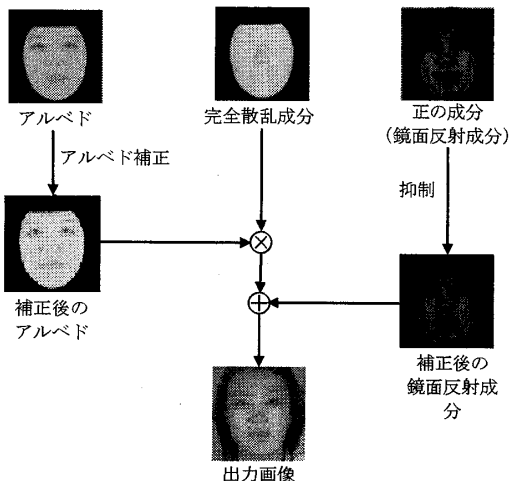 アルベド
完全散乱成分
正の成分
(鏡面反射成分)
アルベド補正
抑制
補正後の
アルベド
補正後の
鏡面反射成
分
出力画像